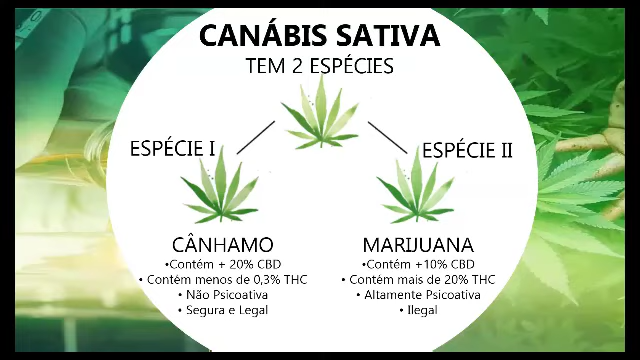 CANÁBIS SATIVA
TEM 2 ESPÉCIES
ESPÉCIE I
ESPÉCIE II
CÂNHAMO
•Contém + 20% CBD
• Contém menos de 0,3% THC
• Não Psicoativa
• Segura e Legal
MARIJUANA
•Contém +10% CBD
• Contém mais de 20% THC
• Altamente Psicoativa
• Ilegal